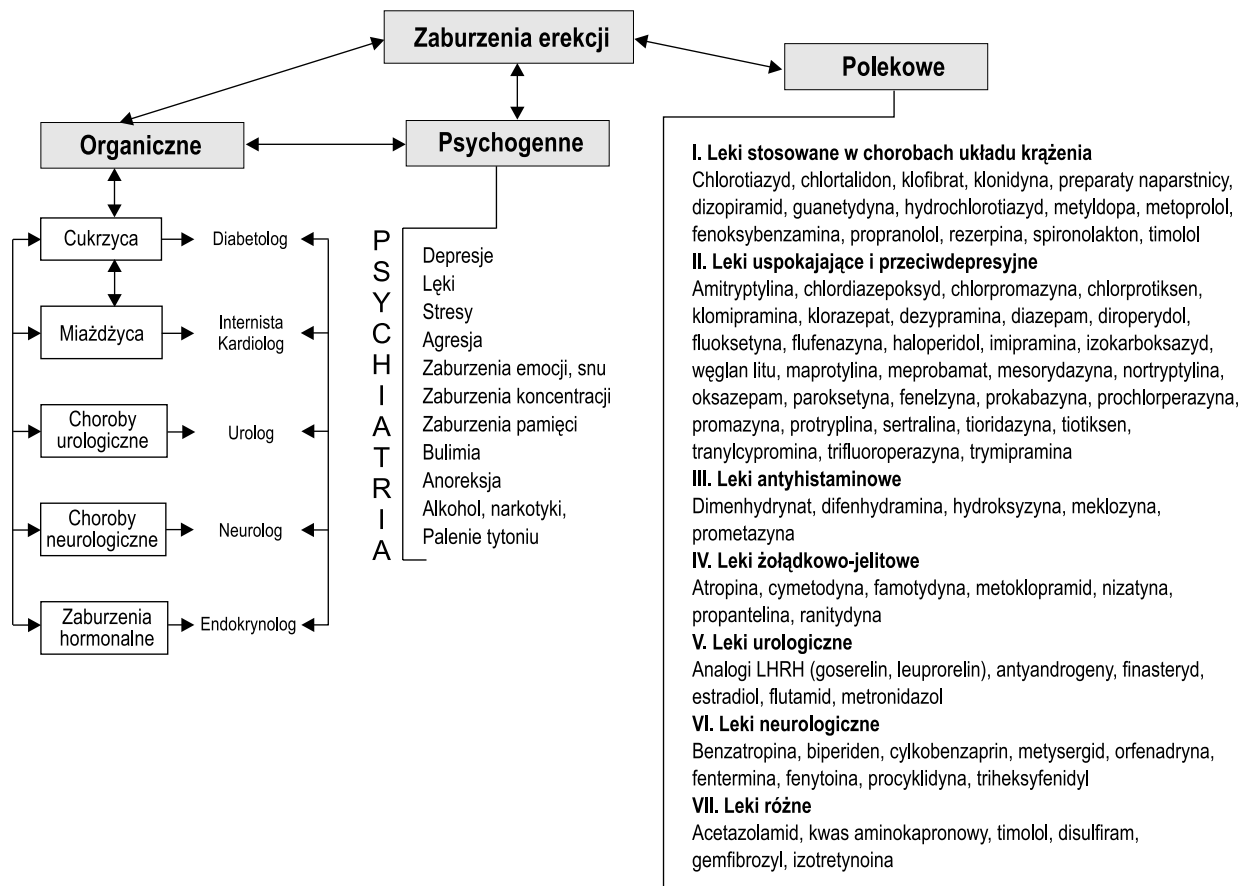 Zaburzenia erekcji
Polekowe
Organiczne
Psychogenne
Cukrzyca
Diabetolog
Miażdżyca
Internista
Kardiolog
Choroby
urologiczne
Urolog
Choroby
neurologiczne
Neurolog
Zaburzenia
hormonalne
Endokrynolog
PSYCHIATRIA
Depresje
Lęki
Stresy
Agresja
Zaburzenia emocji, snu
Zaburzenia koncentracji
Zaburzenia pamięci
Bulimia
Anoreksja
Alkohol, narkotyki,
Palenie tytoniu
I. Leki stosowane w chorobach układu krążenia
Chlorotiazyd, chlortalidon, klofibrat, klonidyna, preparaty naparstnicy,
dizopiramid, guanetydyna, hydrochlorotiazyd, metyldopa, metoprolol,
fenoksybenzamina, propranolol, rezerpina, spironolakton, timolol
II. Leki uspokajające i przeciwdepresyjne
Amitryptylina, chlordiazepoksyd, chlorpromazyna, chlorprotiksen,
klomipramina, klorazepat, dezypramina, diazepam, diroperydol,
fluoksetyna, flufenazyna, haloperidol, imipramina, izokarboksazyd,
węglan litu, maprotylina, meprobamat, mesorydazyna, nortryptylina,
oksazepam, paroksetyna, fenelzyna, prokabazyna, prochlorperazyna,
promazyna, protryplina, sertralina, tioridazyna, tiotiksen,
tranylcypromina, trifluoroperazyna, trymipramina
III. Leki antyhistaminowe
Dimenhydrynat, difenhydramina, hydroksyzyna, meklozyna,
prometazyna
IV. Leki żołądkowo-jelitowe
Atropina, cymetodyna, famotydyna, metoklopramid, nizatyna,
propantelina, ranitydyna
V. Leki urologiczne
Analogi LHRH (goserelin, leuprorelin), antyandrogeny, finasteryd,
estradiol, flutamid, metronidazol
VI. Leki neurologiczne
Benzatropina, biperiden, cylkobenzaprin, metysergid, orfenadryna,
fentermina, fenytoina, procyklidyna, triheksyfenidyl
VII. Leki różne
Acetazolamid, kwas aminokapronowy, timolol, disulfiram,
gemfibrozyl, izotretynoina